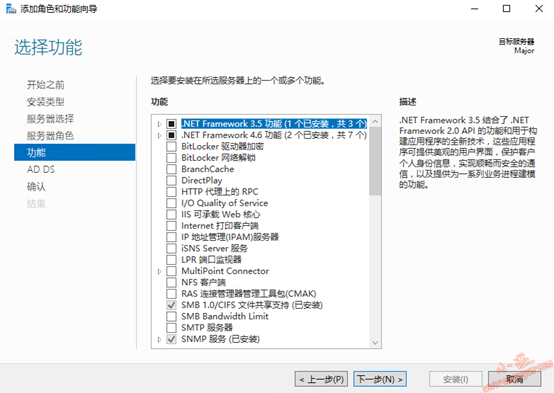 添加角色和功能向导
选择功能
目标服务器
Major
开始之前
安装类型
服务器选择
服务器角色
功能
AD DS
确认
结果
选择要安装在所选服务器上的一个或多个功能。
功能
.NET Framework 3.5 功能 (1 个已安装，共 3 个)
.NET Framework 4.6 功能 (2 个已安装，共 7 个)
BitLocker 驱动器加密
BitLocker 网络解锁
BranchCache
DirectPlay
HTTP 代理上的 RPC
I/O Quality of Service
IIS 可承载 Web 核心
Internet 打印客户端
IP 地址管理(IPAM)服务器
iSNS Server 服务
LPR 端口监视器
MultiPoint Connector
NFS 客户端
RAS 连接管理器管理工具包(CMAK)
SMB 1.0/CIFS 文件共享支持 (已安装)
SMB Bandwidth Limit
SMTP 服务器
SNMP 服务 (已安装)
描述
.NET Framework 3.5 结合了 .NET
Framework 2.0 API 的功能和用于构
建应用程序的全新技术，这些应用程
序可提供美观的用户界面，保护客户
个人身份信息，实现顺畅而安全的通
信，以及提供为一系列业务进程建模
的功能。
< 上一步(P)
下一步(N) >
安装(I)
取消